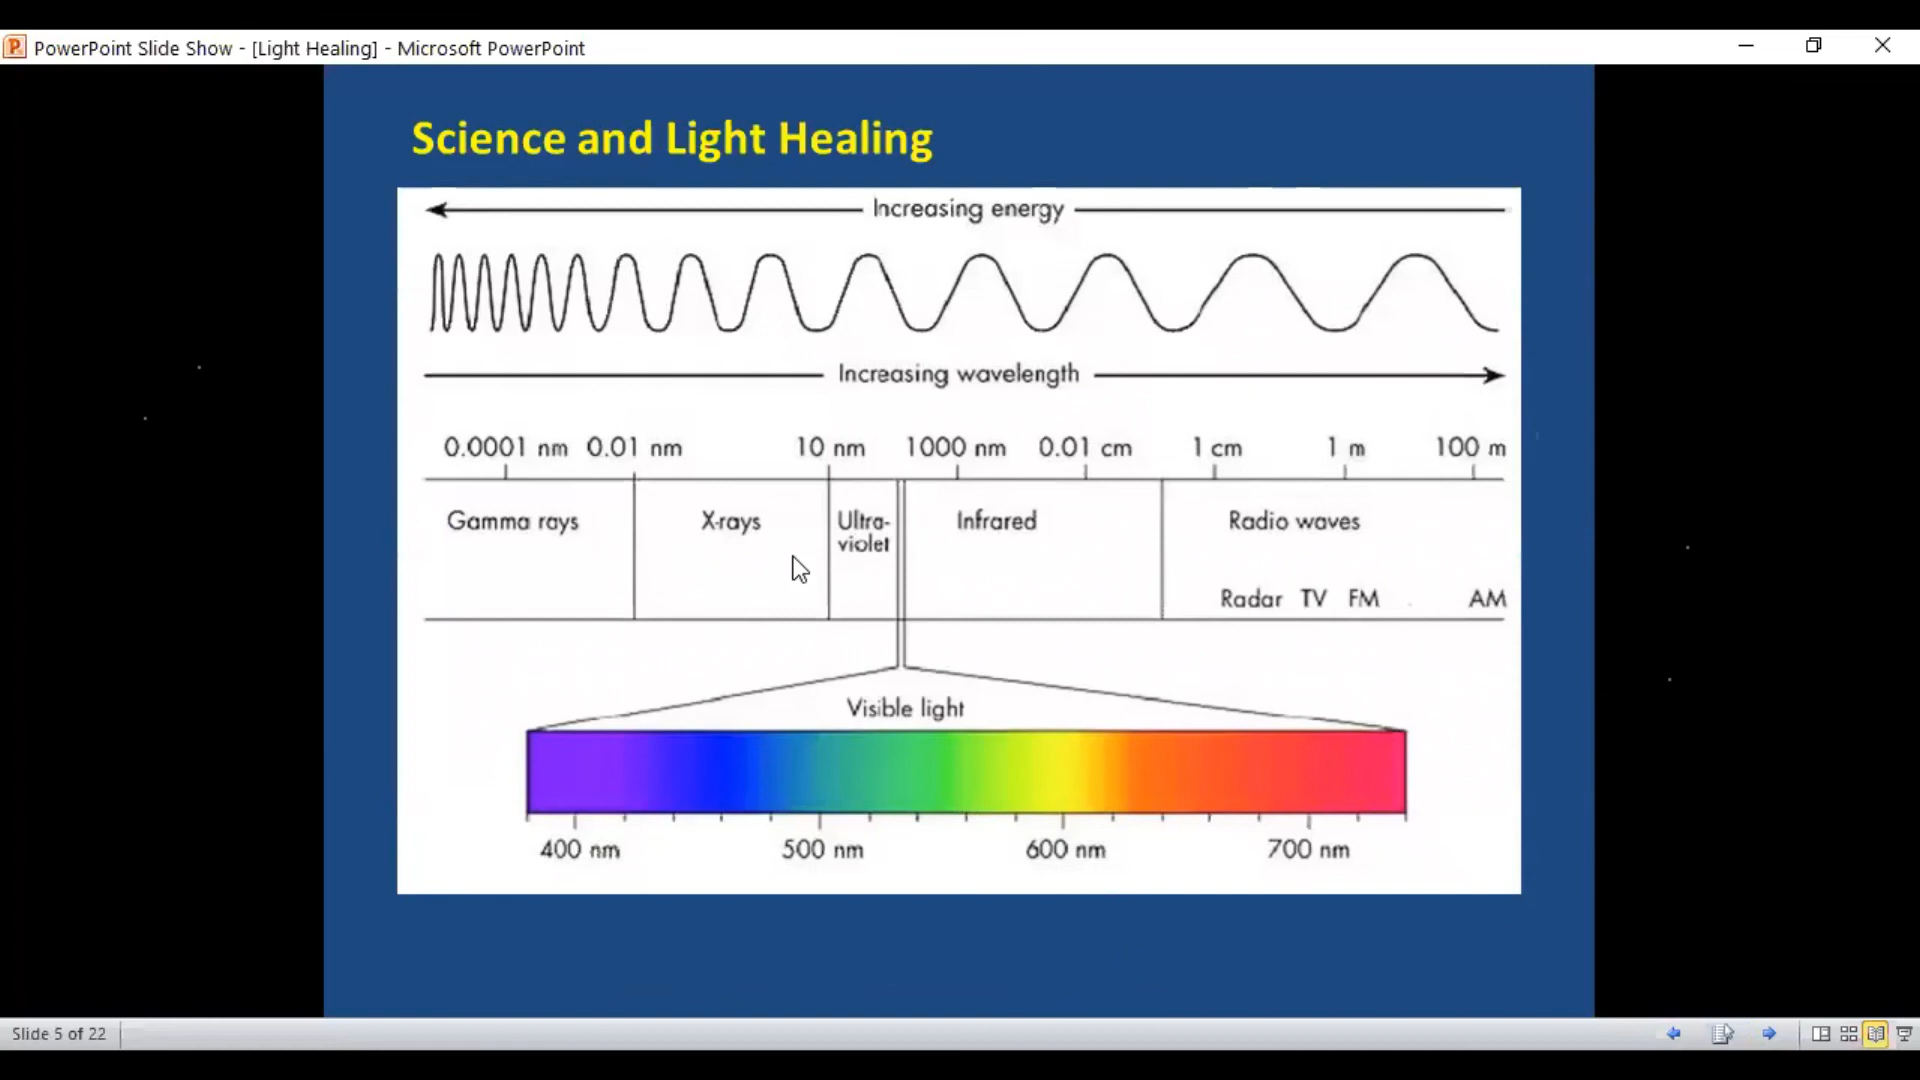 PowerPoint Slide Show - [Light Healing] - Microsoft PowerPoint
Science and Light Healing
Increasing energy
Increasing wavelength
0.0001 nm 0.01 nm 10 nm 1000 nm 0.01 cm 1 cm 1 m 100 m
Gamma rays X-rays Ultra- Infrared Radio waves
violet
Radar TV FM AM
Visible light
400 nm 500 nm 600 nm 700 nm
Slide 5 of 22